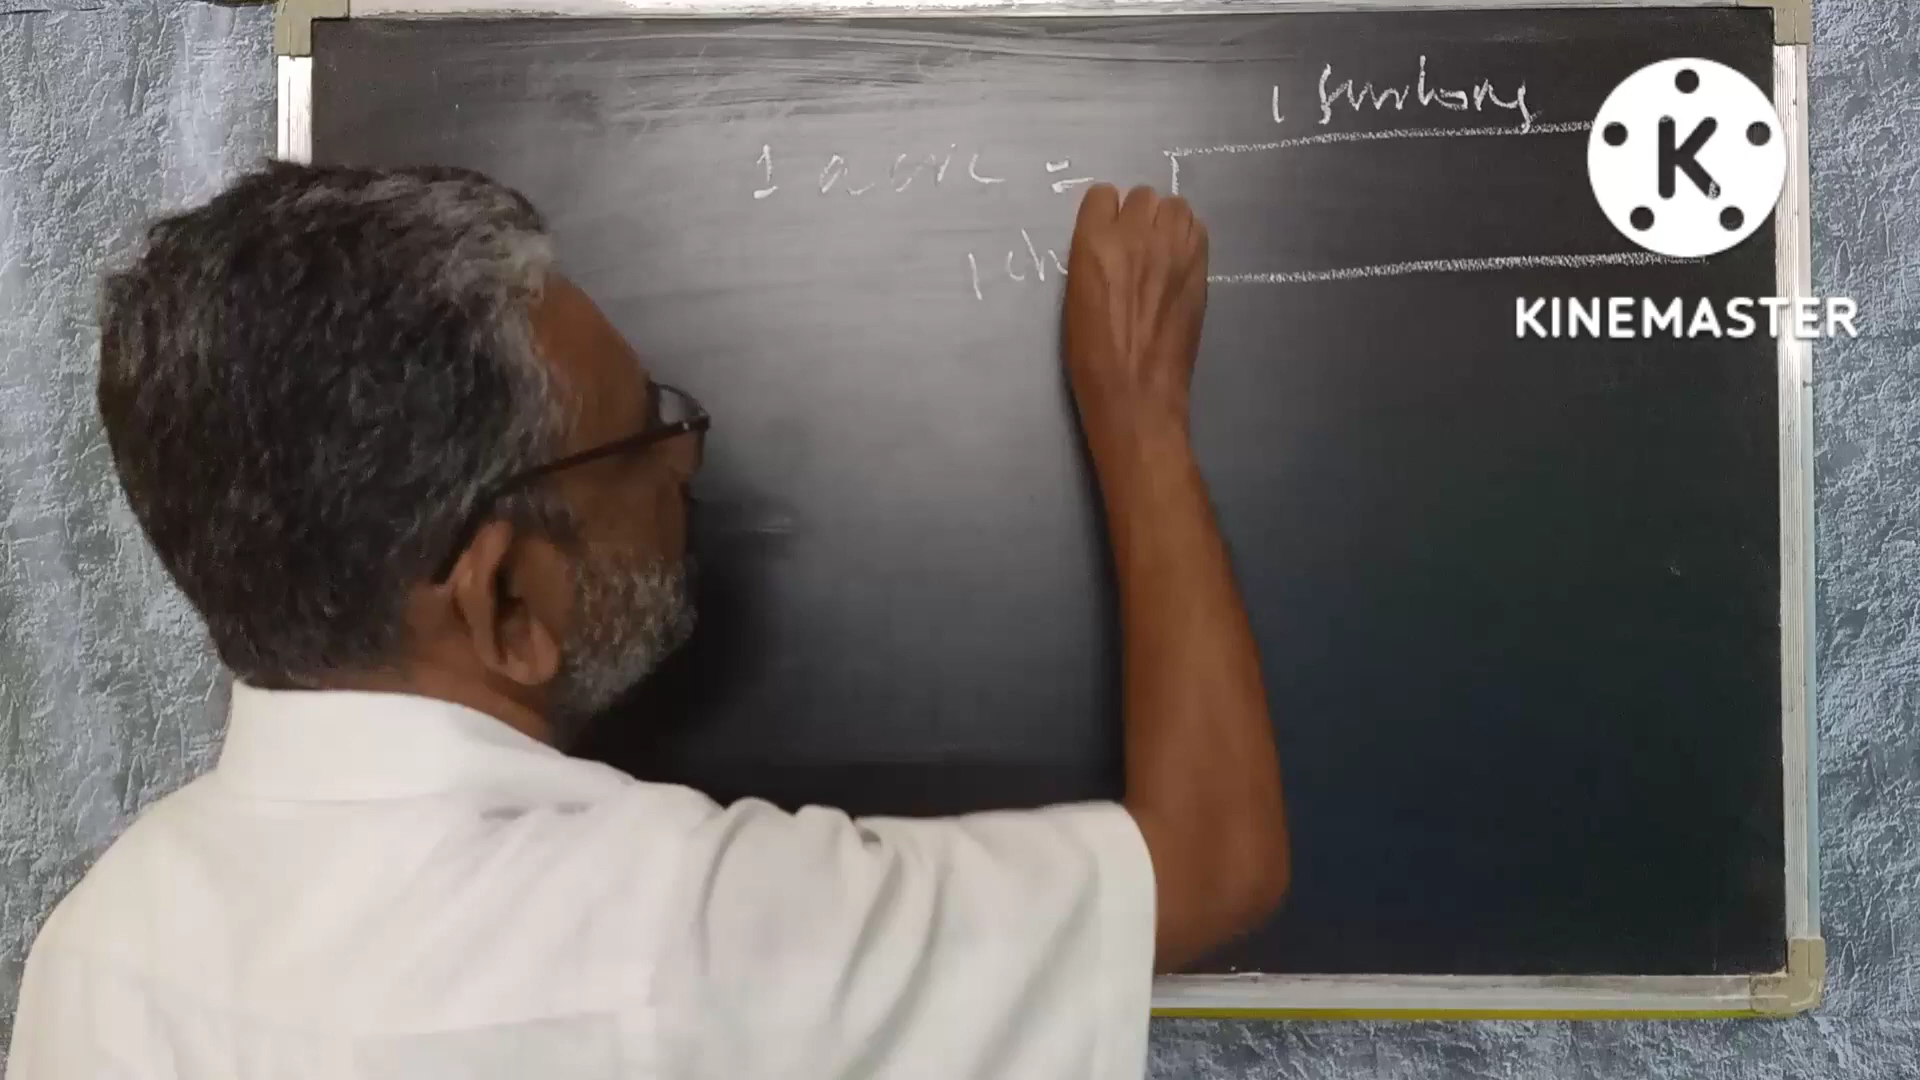 1 furlong
1 acre =
1 ch
K
KINEMASTER